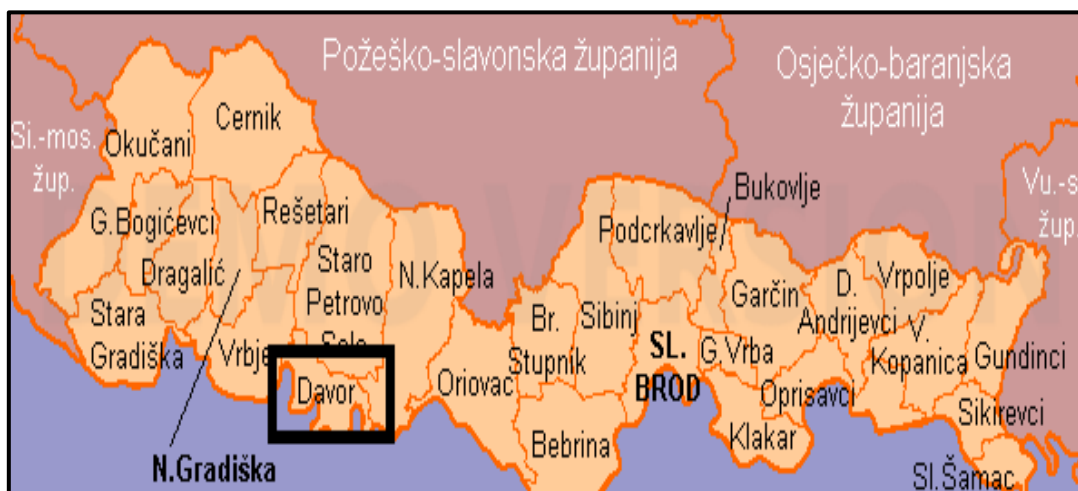 Požeško-slavonska županija
Osječko-baranjska
županija
Si.-mos.
žup.
Vu.-s
žup.
Cernik
Okučani
G.Bogićevci
Rešetari
Dragalić
Staro
Petrovo
Selo
N.Kapela
Stara
Gradiška
Vrbje
Davor
N.Gradiška
Oriovac
Br.
Stupnik
Sibinj
Bebrina
Podcrkavlje
Bukovlje
SL.
BROD
Garčin
G.Vrba
Klakar
Oprisavci
D.
Andrijevci
Vrpolje
V.
Kopanica
Gundinci
Sikirevci
Sl.Šamac
DEMO VERSION